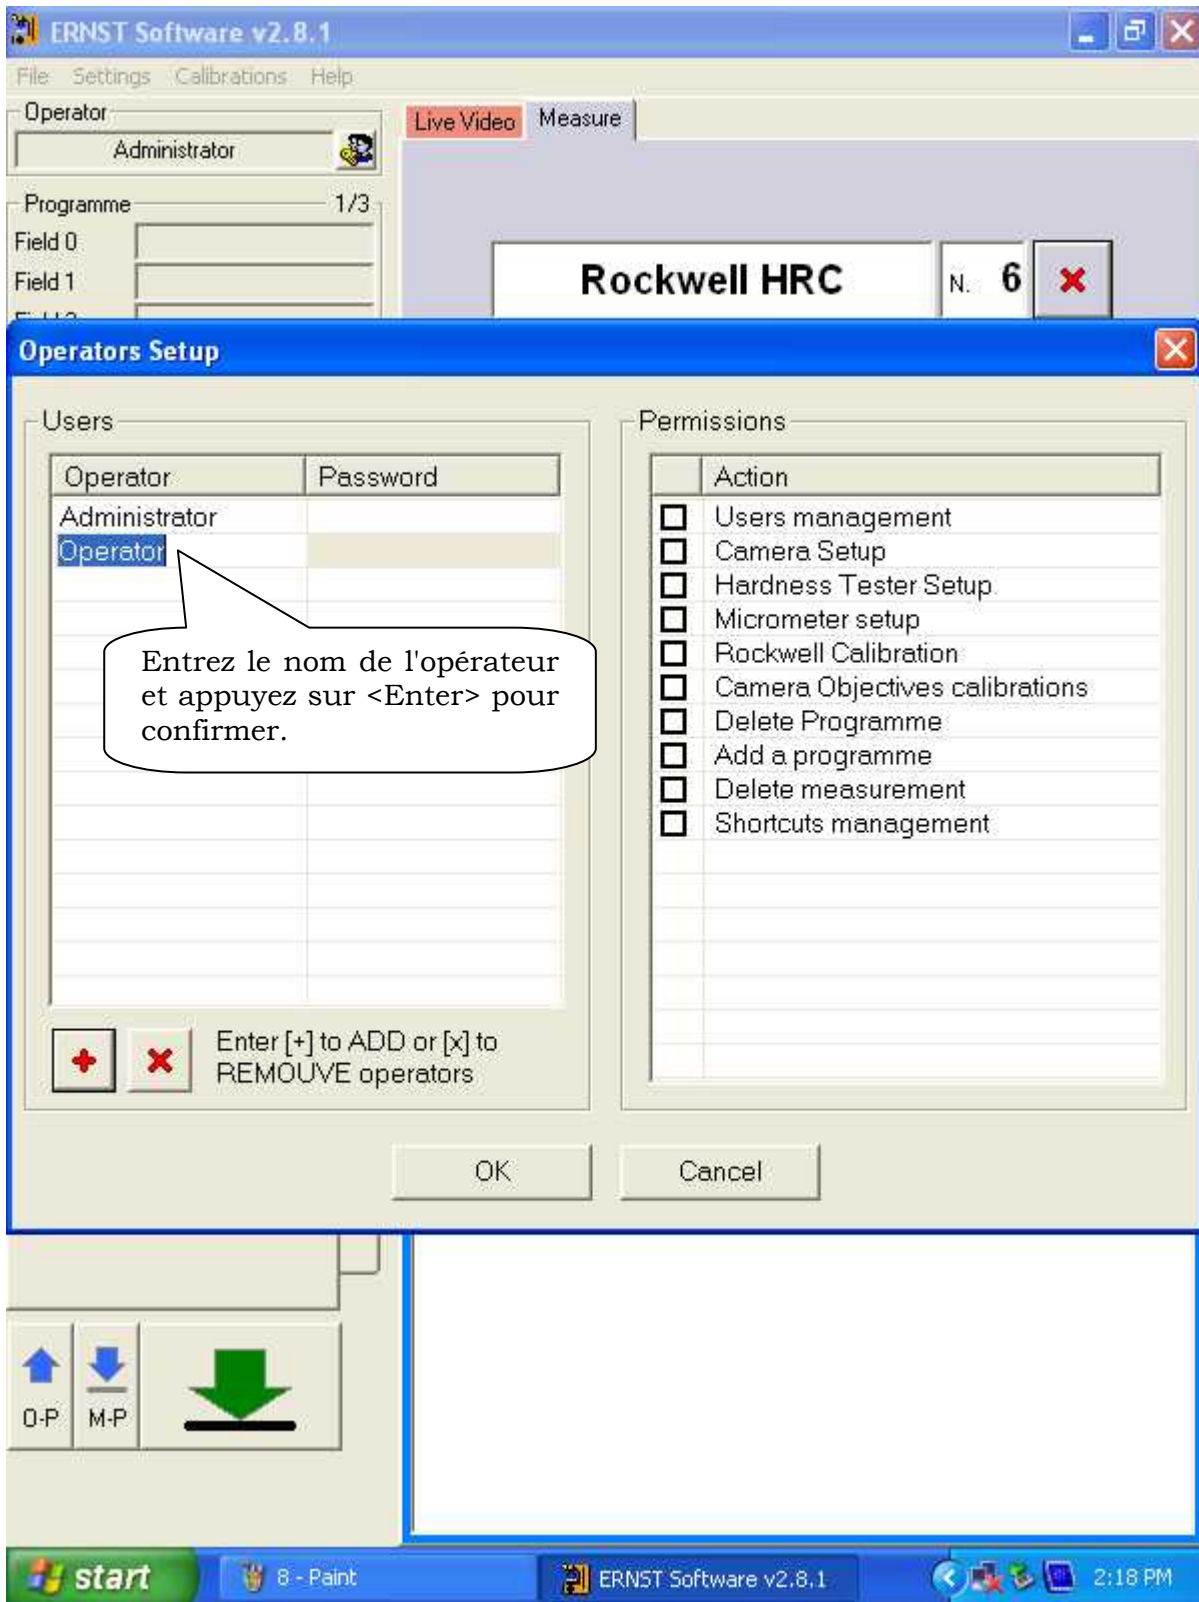 ERNST Software v2.8.1
File Settings Calibrations Help
Operator
Administrator
Programme 1/3
Field 0
Field 1
Live Video Measure
Rockwell HRC N. 6
Operators Setup
Users
Operator Password
Administrator
Operator
Entrez le nom de l'opérateur
et appuyez sur <Enter> pour
confirmer.
Enter [+] to ADD or [x] to
REMOUVE operators
Permissions
Action
Users management
Camera Setup
Hardness Tester Setup
Micrometer setup
Rockwell Calibration
Camera Objectives calibrations
Delete Programme
Add a programme
Delete measurement
Shortcuts management
OK Cancel
O-P M-P
start 8 - Paint ERNST Software v2.8.1 2:18 PM